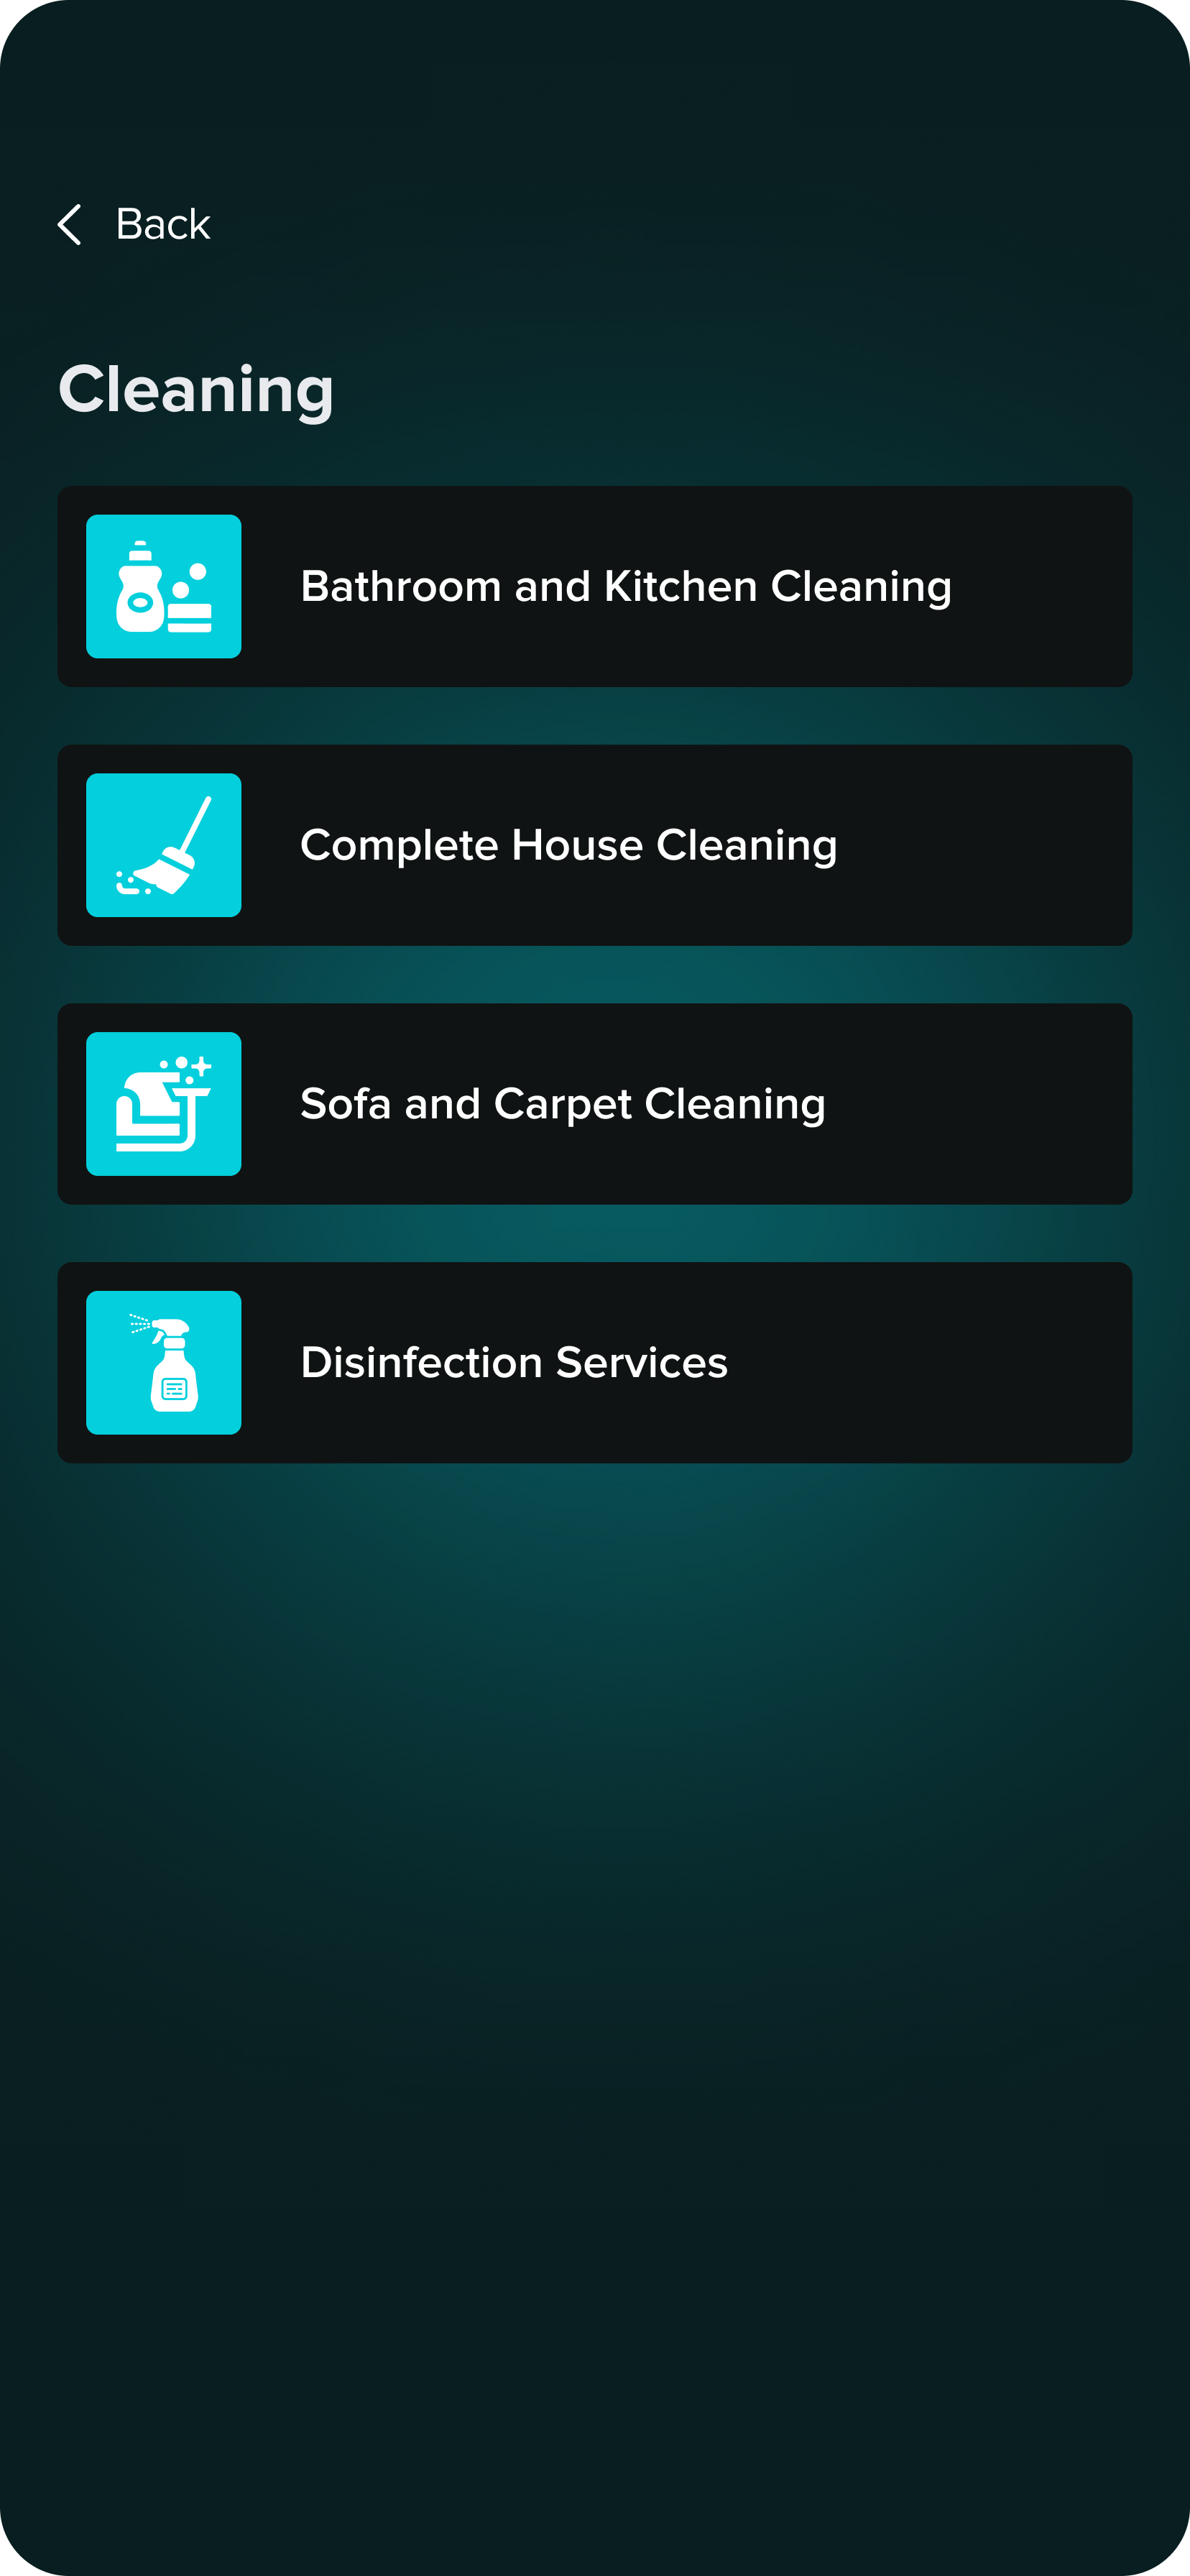 Back
Cleaning
Bathroom and Kitchen Cleaning
Complete House Cleaning
Sofa and Carpet Cleaning
Disinfection Services